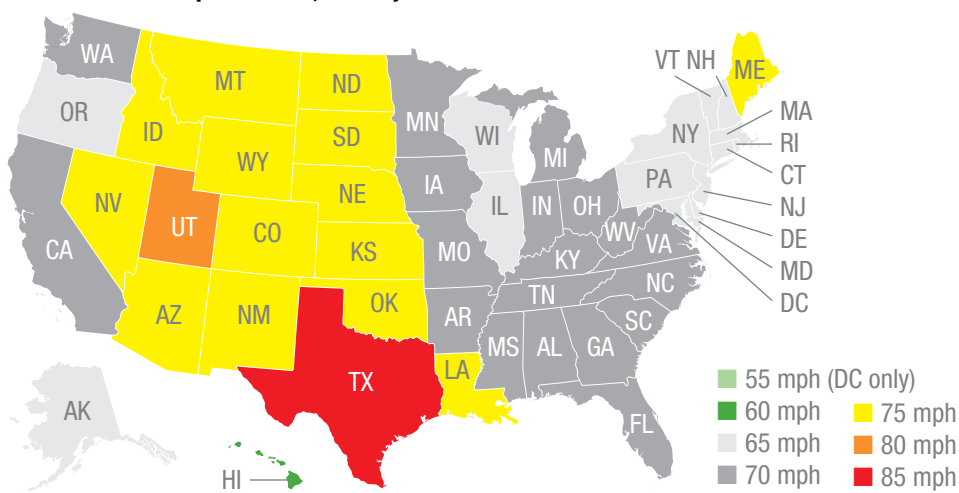 WA
VT NH
ME
MT
ND
OR
MN
MA
ID
SD
WI
NY
RI
WY
MI
CT
IA
PA
NE
NV
IL
IN
OH
NJ
UT
CO
WV
DE
CA
KS
MO
VA
KY
MD
NC
TN
DC
AZ
NM
OK
AR
SC
MS
AL
GA
LA
TX
55 mph (DC only)
AK
60 mph
75 mph
FL
65 mph
80 mph
HI
70 mph
85 mph